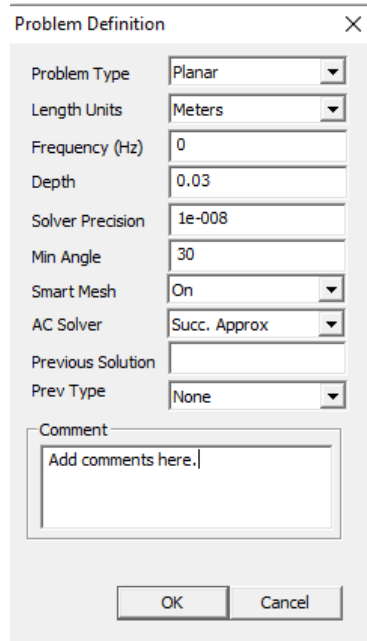 Problem Definition
Problem Type Planar
Length Units Meters
Frequency (Hz) 0
Depth 0.03
Solver Precision 1e-008
Min Angle 30
Smart Mesh On
AC Solver Succ. Approx
Previous Solution
Prev Type None
Comment
Add comments here.
OK Cancel